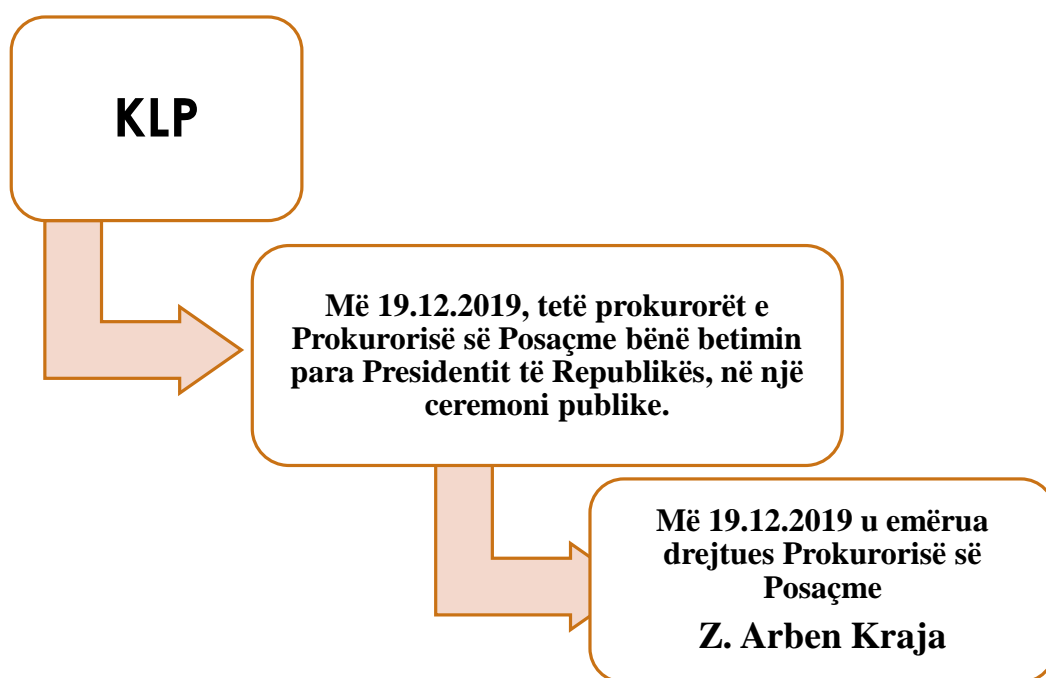 KLP
Më 19.12.2019, tetë prokurorët e
Prokurorisë së Posaçme bënë betimin
para Presidentit të Republikës, në një
ceremoni publike.
Më 19.12.2019 u emërua
drejtues Prokurorisë së
Posaçme
Z. Arben Kraja